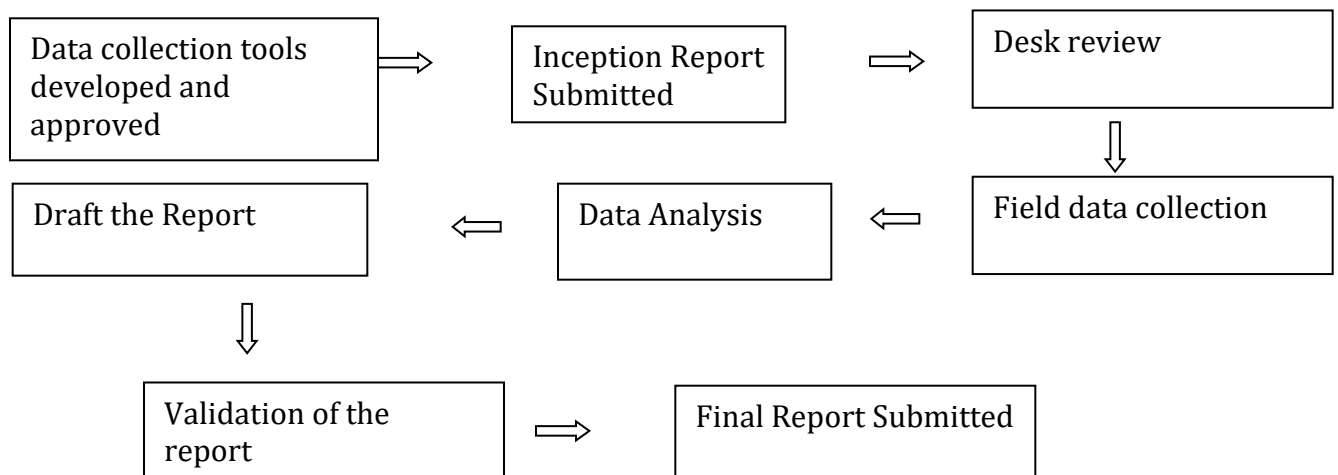 Data collection tools
developed and
approved
Inception Report
Submitted
Desk review
Field data collection
Data Analysis
Draft the Report
Validation of the
report
Final Report Submitted